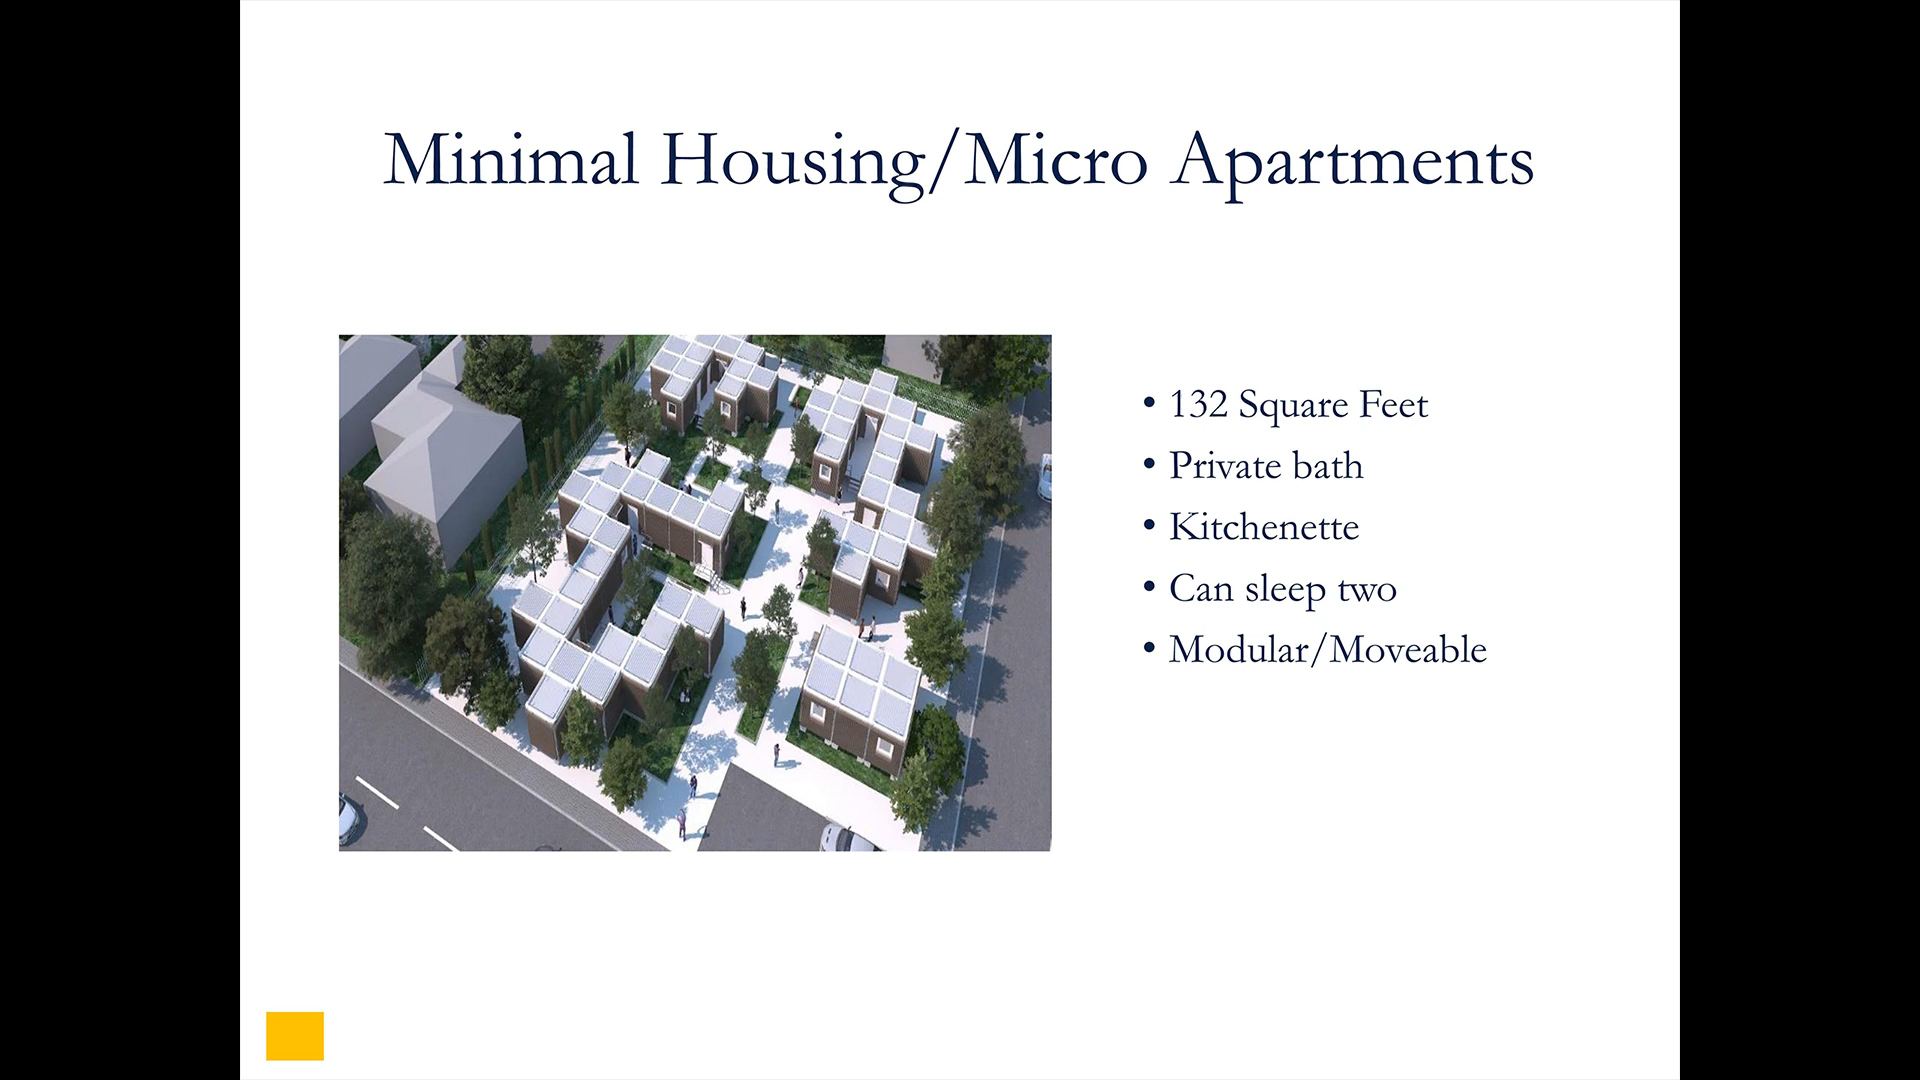 Minimal Housing/Micro Apartments
• 132 Square Feet
• Private bath
• Kitchenette
• Can sleep two
• Modular/Moveable